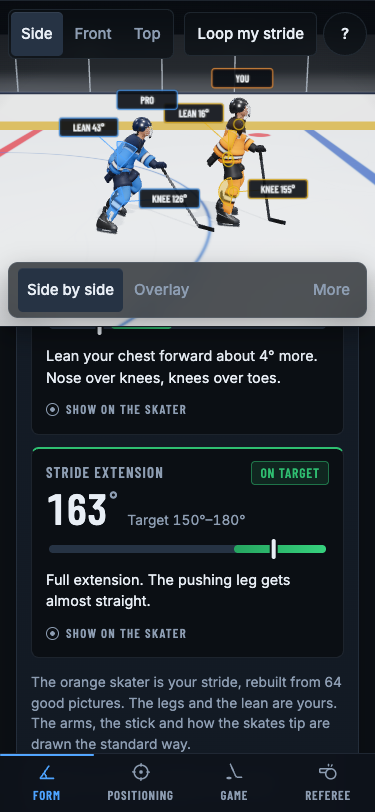 Side Front Top Loop my stride ?
YOU
PRO
LEAN 16°
LEAN 43°
KNEE 155°
KNEE 126°
Side by side Overlay More
Lean your chest forward about 4° more.
Nose over knees, knees over toes.
SHOW ON THE SKATER
STRIDE EXTENSION ON TARGET
163° Target 150°–180°
Full extension. The pushing leg gets
almost straight.
SHOW ON THE SKATER
The orange skater is your stride, rebuilt from 64
good pictures. The legs and the lean are yours.
The arms, the stick and how the skates tip are
drawn the standard way.
FORM POSITIONING GAME REFEREE